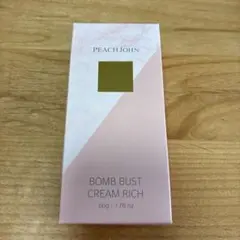 PEACH JOHN
BOMB BUST
CREAM RICH